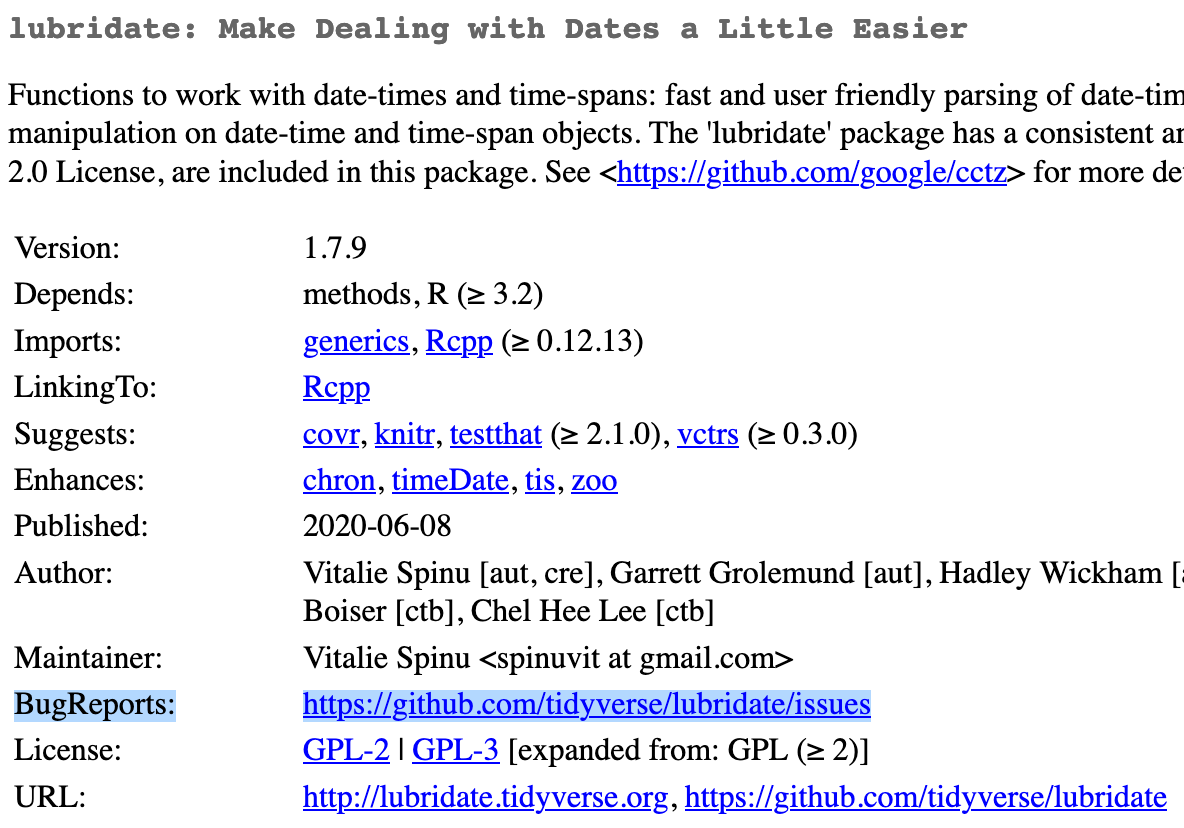 lubridate: Make Dealing with Dates a Little Easier
Functions to work with date-times and time-spans: fast and user friendly parsing of date-tim
manipulation on date-time and time-span objects. The 'lubridate' package has a consistent an
2.0 License, are included in this package. See <https://github.com/google/cctz> for more de
Version: 1.7.9
Depends: methods, R (≥ 3.2)
Imports: generics, Rcpp (≥ 0.12.13)
LinkingTo: Rcpp
Suggests: covr, knitr, testthat (≥ 2.1.0), vctrs (≥ 0.3.0)
Enhances: chron, timeDate, tis, zoo
Published: 2020-06-08
Author: Vitalie Spinu [aut, cre], Garrett Grolemund [aut], Hadley Wickham [
Boiser [ctb], Chel Hee Lee [ctb]
Maintainer: Vitalie Spinu <spinuvit at gmail.com>
BugReports: https://github.com/tidyverse/lubridate/issues
License: GPL-2 | GPL-3 [expanded from: GPL (≥ 2)]
URL: http://lubridate.tidyverse.org, https://github.com/tidyverse/lubridate